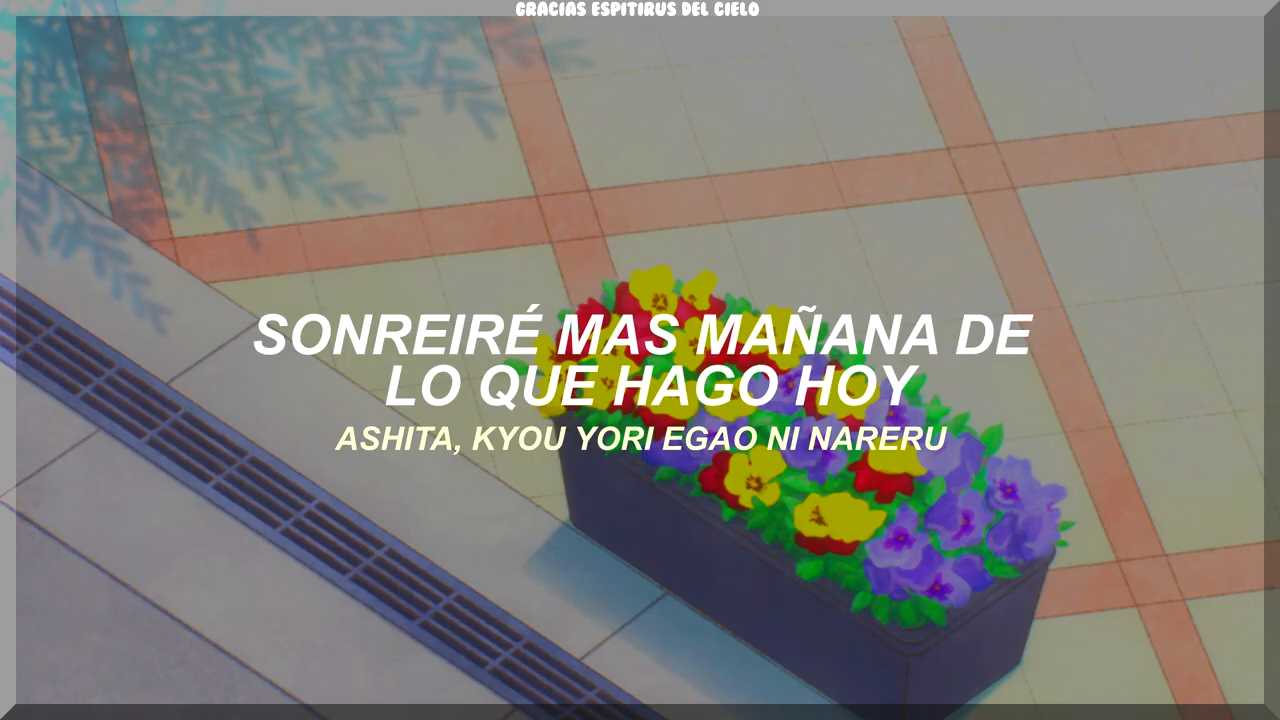 GRACIAS ESPITIRUS DEL CIELO
SONREIRÉ MAS MAÑANA DE
LO QUE HAGO HOY
ASHITA, KYOU YORI EGAO NI NARERU